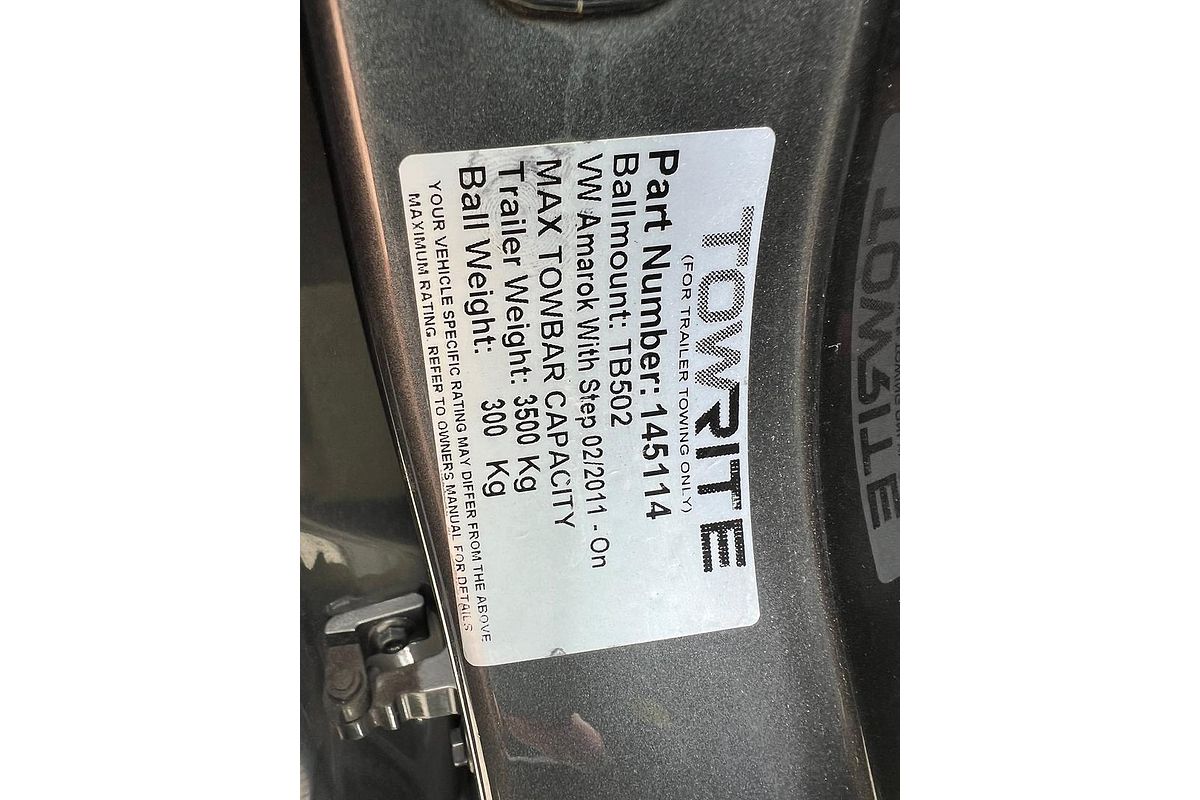 TOWRITE
(FOR TRAILER TOWING ONLY)
Part Number: 145114
Ballmount: TB502
VW Amarok With Step 02/2011 - On
MAX TOWBAR CAPACITY
Trailer Weight: 3500 Kg
Ball Weight: 300 Kg
YOUR VEHICLE SPECIFIC RATING MAY DIFFER FROM THE ABOVE
MAXIMUM RATING. REFER TO OWNERS MANUAL FOR DETAILS